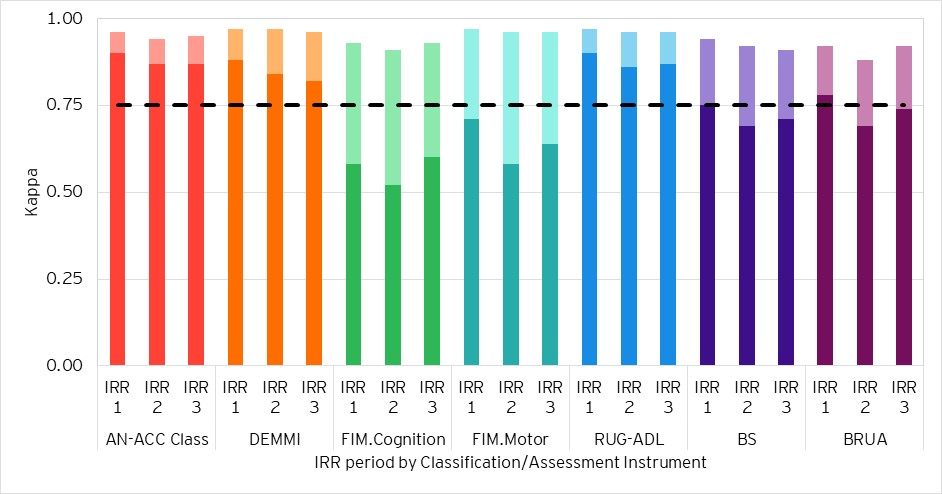 1.00
0.75
0.50
0.25
0.00
Kappa
IRR 1 IRR 2 IRR 3 IRR 1 IRR 2 IRR 3 IRR 1 IRR 2 IRR 3 IRR 1 IRR 2 IRR 3 IRR 1 IRR 2 IRR 3 IRR 1 IRR 2 IRR 3 IRR 1 IRR 2 IRR 3
AN-ACC Class DEMMI FIM.Cognition FIM.Motor RUG-ADL BS BRUA
IRR period by Classification/Assessment Instrument